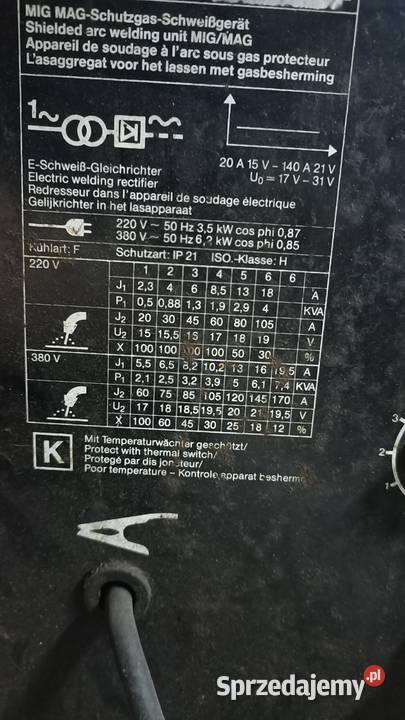 MIG MAG-Schutzgas-Schweißgerät
Shielded arc welding unit MIG/MAG
Appareil de soudage à l'arc sous gas protecteur
L'asaggregat voor het lassen met gasbesherming
1~
20 A 15 V – 140 A 21 V
U₀ = 17 V – 31 V
E-Schweiß-Gleichrichter
Electric welding rectifier
Redresseur dans l'appareil de soudage électrique
Gelijkrichter in het lasapparaat
220 V ~ 50 Hz 3,5 kW cos phi 0,87
380 V ~ 50 Hz 6,2 kW cos phi 0,85
Kühlart: F Schutzart: IP 21 ISO.-Klasse: H
220 V 1 2 3 4 5 6 6
J₁ 2,3 4 6 8,5 13 18 A
P₁ 0,5 0,88 1,3 1,9 2,9 4 KVA
J₂ 20 30 45 60 80 105 A
U₂ 15 15,5 16 17 18 19 V
X 100 100 100 100 50 30 %
380 V
J₁ 5,5 6,5 8,2 10,2 13 16 19,5 A
P₁ 2,1 2,5 3,2 3,9 5 6,1 7,4 KVA
J₂ 60 75 85 105 120 145 170 A
U₂ 17 18 18,5 19,5 20 21 19,5 V
X 100 60 45 30 25 18 12 %
K
Mit Temperaturwächter geschützt/
Protect with thermal switch/
Protegé par dis joncteur/
Poor temperature – Kontrole apparat besherm
3
2
1
Sprzedajemy.pl